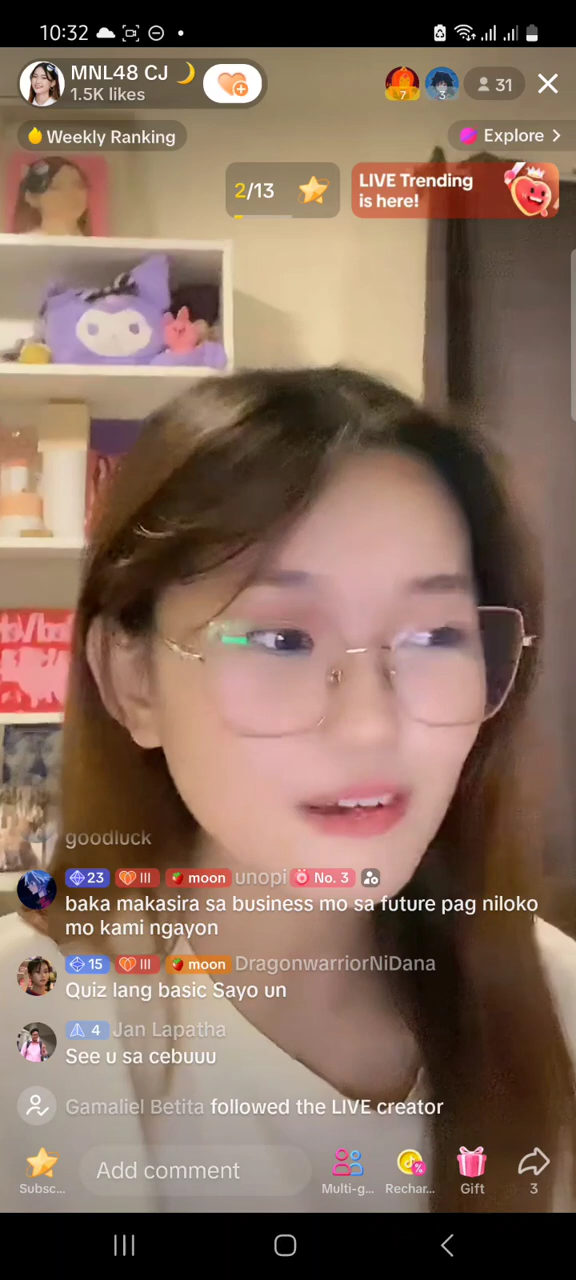 10:32
MNL48 CJ 🌙
1.5K likes
7
3
31
Weekly Ranking
Explore
2/13
LIVE Trending
is here!
goodluck
23 III moon unopi No. 3
baka makasira sa business mo sa future pag niloko
mo kami ngayon
15 III moon DragonwarriorNiDana
Quiz lang basic Sayo un
4 Jan Lapatha
See u sa cebuuu
Gamaliel Betita followed the LIVE creator
Add comment
Subsc...
Multi-g...
Rechar...
Gift
3